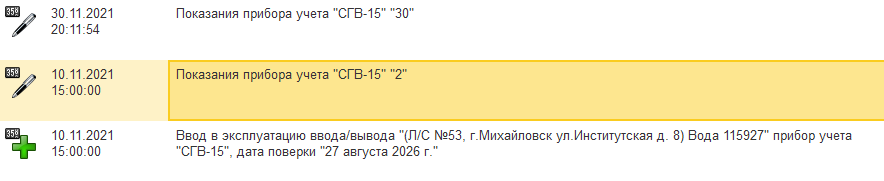 30.11.2021
20:11:54
Показания прибора учета "СГВ-15" "30"
10.11.2021
15:00:00
Показания прибора учета "СГВ-15" "2"
10.11.2021
15:00:00
Ввод в эксплуатацию ввода/вывода "(Л/С №53, г.Михайловск ул.Институтская д. 8) Вода 115927" прибор учета
"СГВ-15", дата поверки "27 августа 2026 г."